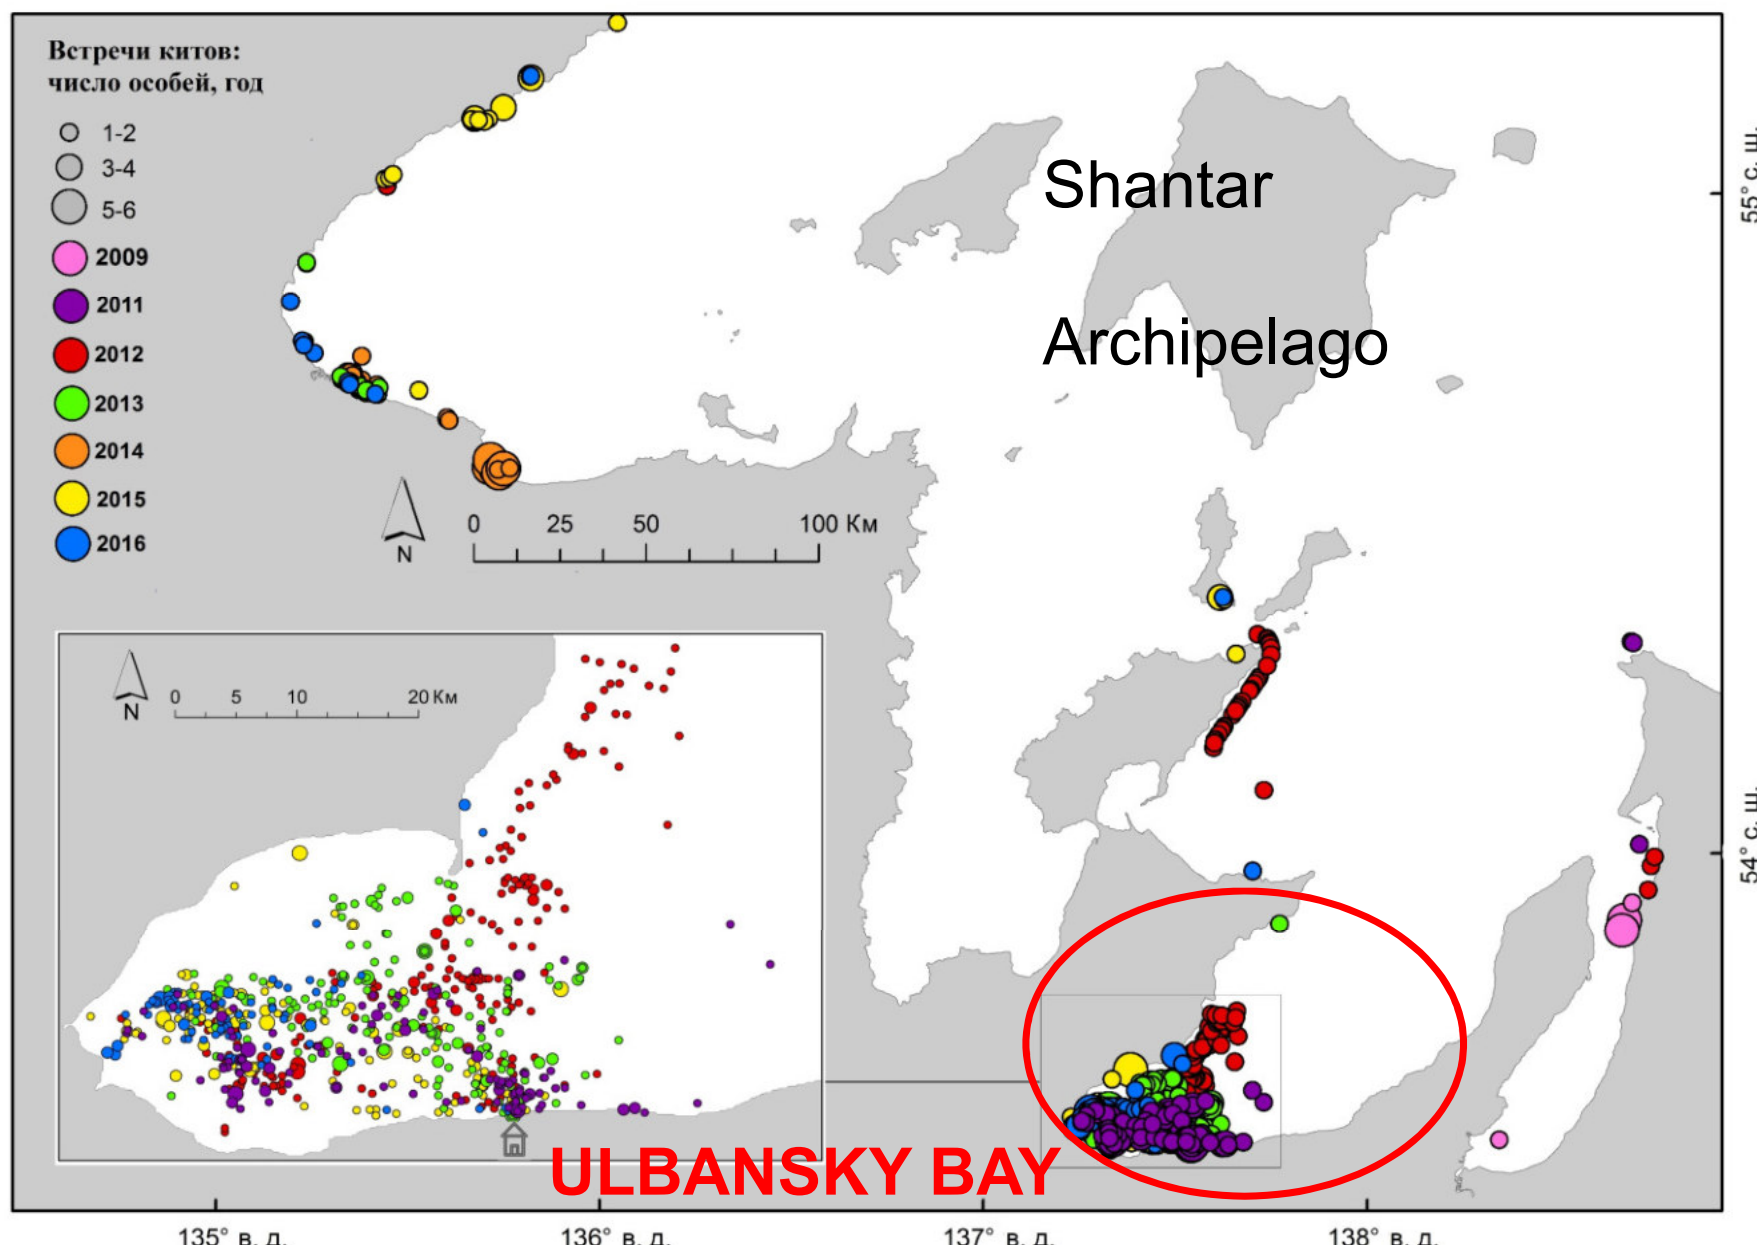 Встречи китов:
число особей, год
1-2
3-4
5-6
2009
2011
2012
2013
2014
2015
2016
N
0 25 50 100 Км
Shantar
Archipelago
55° с. ш.
54° с. ш.
N
0 5 10 20 Км
ULBANSKY BAY
135° в. д. 136° в. д. 137° в. д. 138° в. д.